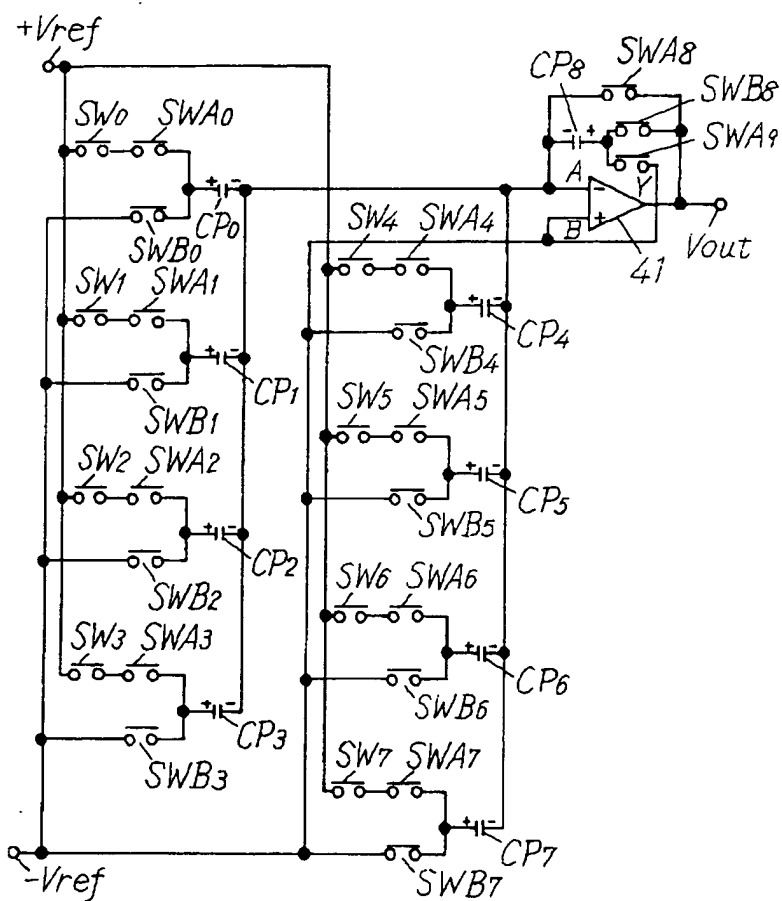 +Vref
SWA8
CP8
SWB8
SWA9
SW0 SWA0
- +
A
Y
-
+ -
CP0
B
+
41
Vout
SWB0
SW4 SWA4
SW1 SWA1
+ -
CP4
SWB4
+ -
CP1
SWB1
SW5 SWA5
SW2 SWA2
+ -
CP5
SWB5
+ -
CP2
SWB2
SW6 SWA6
SW3 SWA3
+ -
CP6
SWB6
+ -
CP3
SWB3
SW7 SWA7
+ -
CP7
SWB7
-Vref